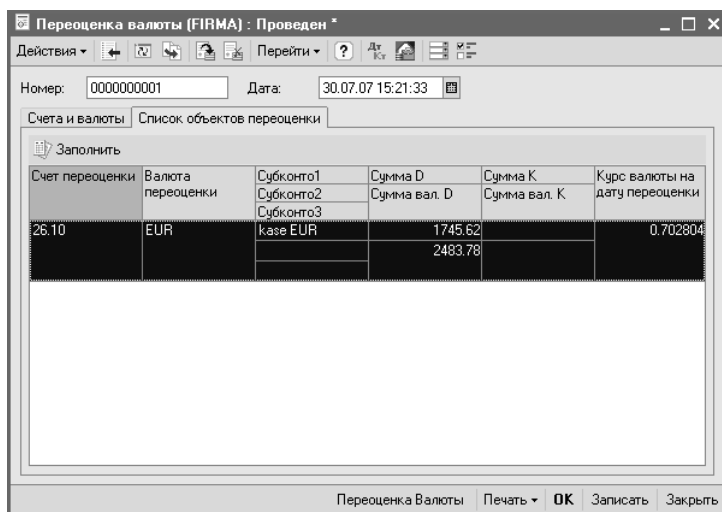 Переоценка валюты (FIRMA) : Проведен *
Действия Перейти ? Дт Кт
Номер: 0000000001 Дата: 30.07.07 15:21:33
Счета и валюты Список объектов переоценки
Заполнить
Счет переоценки Валюта переоценки Субконто1 Сумма D Сумма К Курс валюты на дату переоценки
Субконто2 Сумма вал. D Сумма вал. К
Субконто3
26.10 EUR kase EUR 1745.62 0.702804
2483.78
Переоценка Валюты Печать OK Записать Закрыть